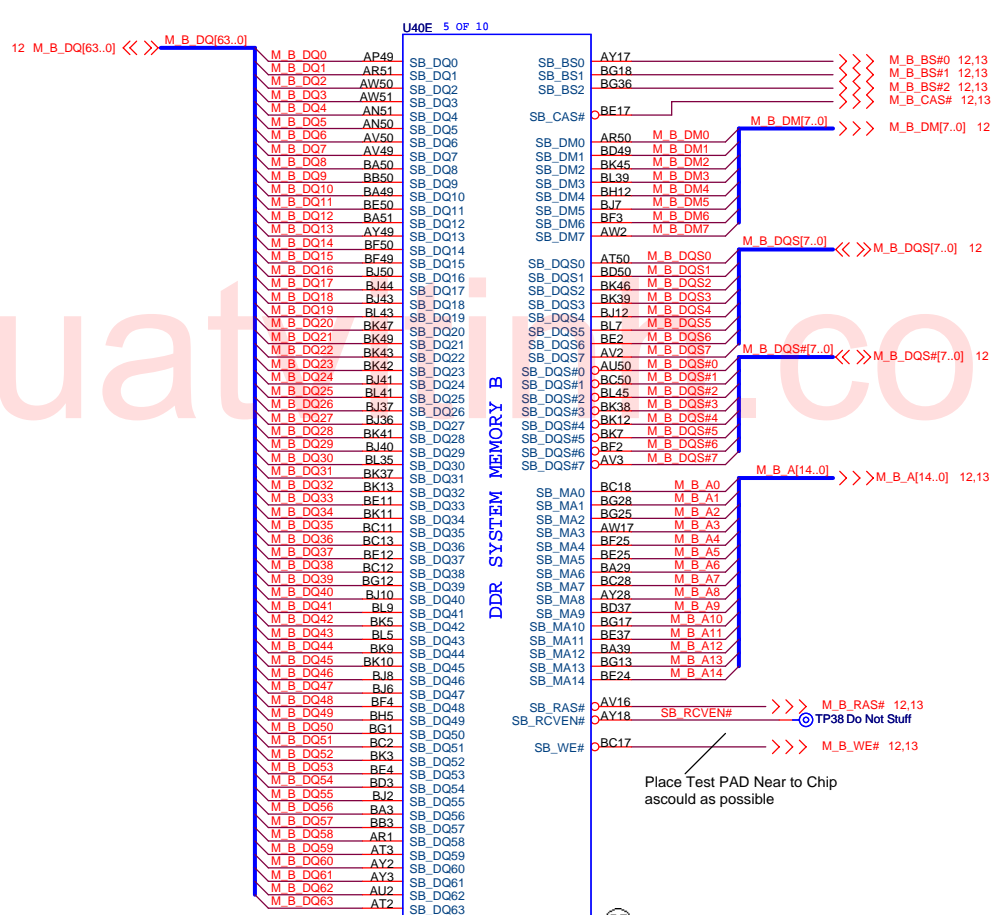 U40E 5 OF 10
12 M_B_DQ[63..0] M_B_DQ[63..0]
M_B_DQ0 AP49 SB_DQ0
M_B_DQ1 AR51 SB_DQ1
M_B_DQ2 AW50 SB_DQ2
M_B_DQ3 AW51 SB_DQ3
M_B_DQ4 AN51 SB_DQ4
M_B_DQ5 AN50 SB_DQ5
M_B_DQ6 AV50 SB_DQ6
M_B_DQ7 AV49 SB_DQ7
M_B_DQ8 BA50 SB_DQ8
M_B_DQ9 BB50 SB_DQ9
M_B_DQ10 BA49 SB_DQ10
M_B_DQ11 BE50 SB_DQ11
M_B_DQ12 BA51 SB_DQ12
M_B_DQ13 AY49 SB_DQ13
M_B_DQ14 BF50 SB_DQ14
M_B_DQ15 BF49 SB_DQ15
M_B_DQ16 BJ50 SB_DQ16
M_B_DQ17 BJ44 SB_DQ17
M_B_DQ18 BJ43 SB_DQ18
M_B_DQ19 BL43 SB_DQ19
M_B_DQ20 BK47 SB_DQ20
M_B_DQ21 BK49 SB_DQ21
M_B_DQ22 BK43 SB_DQ22
M_B_DQ23 BK42 SB_DQ23
M_B_DQ24 BJ41 SB_DQ24
M_B_DQ25 BL41 SB_DQ25
M_B_DQ26 BJ37 SB_DQ26
M_B_DQ27 BJ36 SB_DQ27
M_B_DQ28 BK41 SB_DQ28
M_B_DQ29 BJ40 SB_DQ29
M_B_DQ30 BL35 SB_DQ30
M_B_DQ31 BK37 SB_DQ31
M_B_DQ32 BK13 SB_DQ32
M_B_DQ33 BE11 SB_DQ33
M_B_DQ34 BK11 SB_DQ34
M_B_DQ35 BC11 SB_DQ35
M_B_DQ36 BC13 SB_DQ36
M_B_DQ37 BE12 SB_DQ37
M_B_DQ38 BC12 SB_DQ38
M_B_DQ39 BG12 SB_DQ39
M_B_DQ40 BJ10 SB_DQ40
M_B_DQ41 BL9 SB_DQ41
M_B_DQ42 BK5 SB_DQ42
M_B_DQ43 BL5 SB_DQ43
M_B_DQ44 BK9 SB_DQ44
M_B_DQ45 BK10 SB_DQ45
M_B_DQ46 BJ8 SB_DQ46
M_B_DQ47 BJ6 SB_DQ47
M_B_DQ48 BF4 SB_DQ48
M_B_DQ49 BH5 SB_DQ49
M_B_DQ50 BG1 SB_DQ50
M_B_DQ51 BC2 SB_DQ51
M_B_DQ52 BK3 SB_DQ52
M_B_DQ53 BE4 SB_DQ53
M_B_DQ54 BD3 SB_DQ54
M_B_DQ55 BJ2 SB_DQ55
M_B_DQ56 BA3 SB_DQ56
M_B_DQ57 BB3 SB_DQ57
M_B_DQ58 AR1 SB_DQ58
M_B_DQ59 AT3 SB_DQ59
M_B_DQ60 AY2 SB_DQ60
M_B_DQ61 AY3 SB_DQ61
M_B_DQ62 AU2 SB_DQ62
M_B_DQ63 AT2 SB_DQ63
DDR SYSTEM MEMORY B
SB_BS0 AY17 M_B_BS#0 12,13
SB_BS1 BG18 M_B_BS#1 12,13
SB_BS2 BG36 M_B_BS#2 12,13
SB_CAS# BE17 M_B_CAS# 12,13
M_B_DM[7..0] M_B_DM[7..0] 12
SB_DM0 AR50 M_B_DM0
SB_DM1 BD49 M_B_DM1
SB_DM2 BK45 M_B_DM2
SB_DM3 BL39 M_B_DM3
SB_DM4 BH12 M_B_DM4
SB_DM5 BJ7 M_B_DM5
SB_DM6 BF3 M_B_DM6
SB_DM7 AW2 M_B_DM7
M_B_DQS[7..0] M_B_DQS[7..0] 12
SB_DQS0 AT50 M_B_DQS0
SB_DQS1 BD50 M_B_DQS1
SB_DQS2 BK46 M_B_DQS2
SB_DQS3 BK39 M_B_DQS3
SB_DQS4 BJ12 M_B_DQS4
SB_DQS5 BL7 M_B_DQS5
SB_DQS6 BE2 M_B_DQS6
SB_DQS7 AV2 M_B_DQS7
M_B_DQS#[7..0] M_B_DQS#[7..0] 12
SB_DQS#0 AU50 M_B_DQS#0
SB_DQS#1 BC50 M_B_DQS#1
SB_DQS#2 BL45 M_B_DQS#2
SB_DQS#3 BK38 M_B_DQS#3
SB_DQS#4 BK12 M_B_DQS#4
SB_DQS#5 BK7 M_B_DQS#5
SB_DQS#6 BF2 M_B_DQS#6
SB_DQS#7 AV3 M_B_DQS#7
M_B_A[14..0] M_B_A[14..0] 12,13
SB_MA0 BC18 M_B_A0
SB_MA1 BG28 M_B_A1
SB_MA2 BG25 M_B_A2
SB_MA3 AW17 M_B_A3
SB_MA4 BF25 M_B_A4
SB_MA5 BE25 M_B_A5
SB_MA6 BA29 M_B_A6
SB_MA7 BC28 M_B_A7
SB_MA8 AY28 M_B_A8
SB_MA9 BD37 M_B_A9
SB_MA10 BG17 M_B_A10
SB_MA11 BE37 M_B_A11
SB_MA12 BA39 M_B_A12
SB_MA13 BG13 M_B_A13
SB_MA14 BE24 M_B_A14
SB_RAS# AV16 M_B_RAS# 12,13
SB_RCVEN# AY18 SB_RCVEN# TP38 Do Not Stuff
SB_WE# BC17 M_B_WE# 12,13
Place Test PAD Near to Chip
ascould as possible